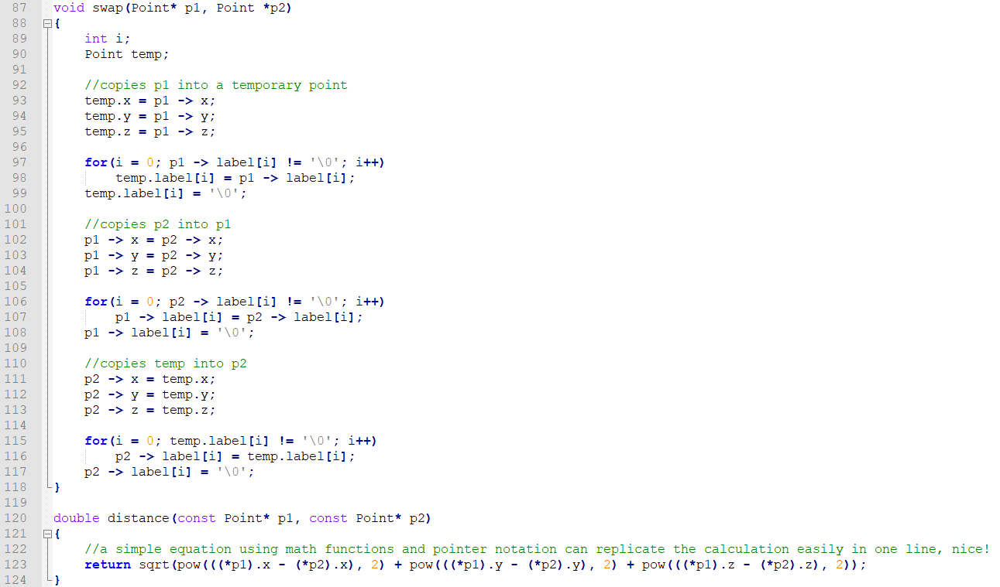 87 void swap(Point* p1, Point *p2)
88 {
89     int i;
90     Point temp;
91
92     //copies p1 into a temporary point
93     temp.x = p1 -> x;
94     temp.y = p1 -> y;
95     temp.z = p1 -> z;
96
97     for(i = 0; p1 -> label[i] != '\0'; i++)
98         temp.label[i] = p1 -> label[i];
99     temp.label[i] = '\0';
100
101     //copies p2 into p1
102     p1 -> x = p2 -> x;
103     p1 -> y = p2 -> y;
104     p1 -> z = p2 -> z;
105
106     for(i = 0; p2 -> label[i] != '\0'; i++)
107         p1 -> label[i] = p2 -> label[i];
108     p1 -> label[i] = '\0';
109
110     //copies temp into p2
111     p2 -> x = temp.x;
112     p2 -> y = temp.y;
113     p2 -> z = temp.z;
114
115     for(i = 0; temp.label[i] != '\0'; i++)
116         p2 -> label[i] = temp.label[i];
117     p2 -> label[i] = '\0';
118 }
119
120 double distance(const Point* p1, const Point* p2)
121 {
122     //a simple equation using math functions and pointer notation can replicate the calculation easily in one line, nice!
123     return sqrt(pow(((*p1).x - (*p2).x), 2) + pow(((*p1).y - (*p2).y), 2) + pow(((*p1).z - (*p2).z), 2));
124 }